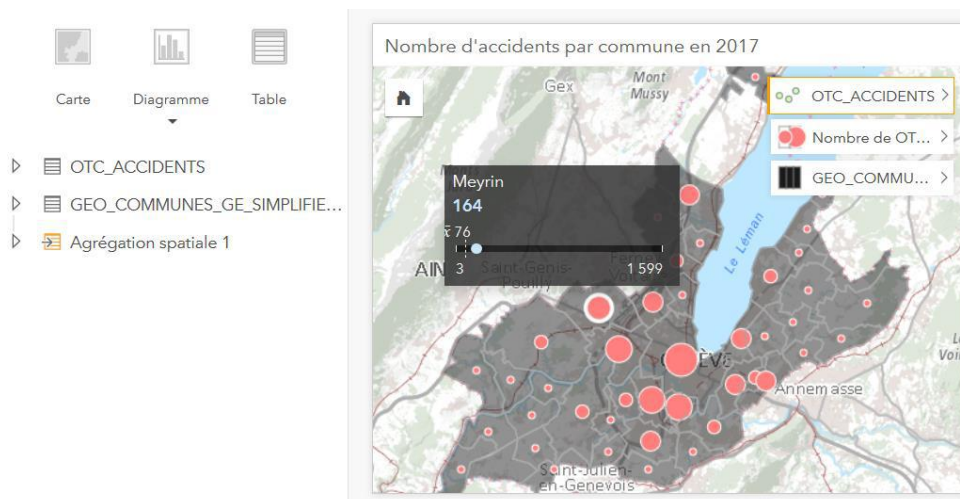 Carte
Diagramme
Table
OTC_ACCIDENTS
GEO_COMMUNES_GE_SIMPLIFIE...
Agrégation spatiale 1
Nombre d'accidents par commune en 2017
Gex
Mont
Mussy
OTC_ACCIDENTS
Nombre de OT...
GEO_COMMU...
Meyrin
164
x̄ 76
3
1 599
AIN
Saint-Genis-
Pouilly
Le Léman
Annemasse
Saint-Julien-
en-Genevois